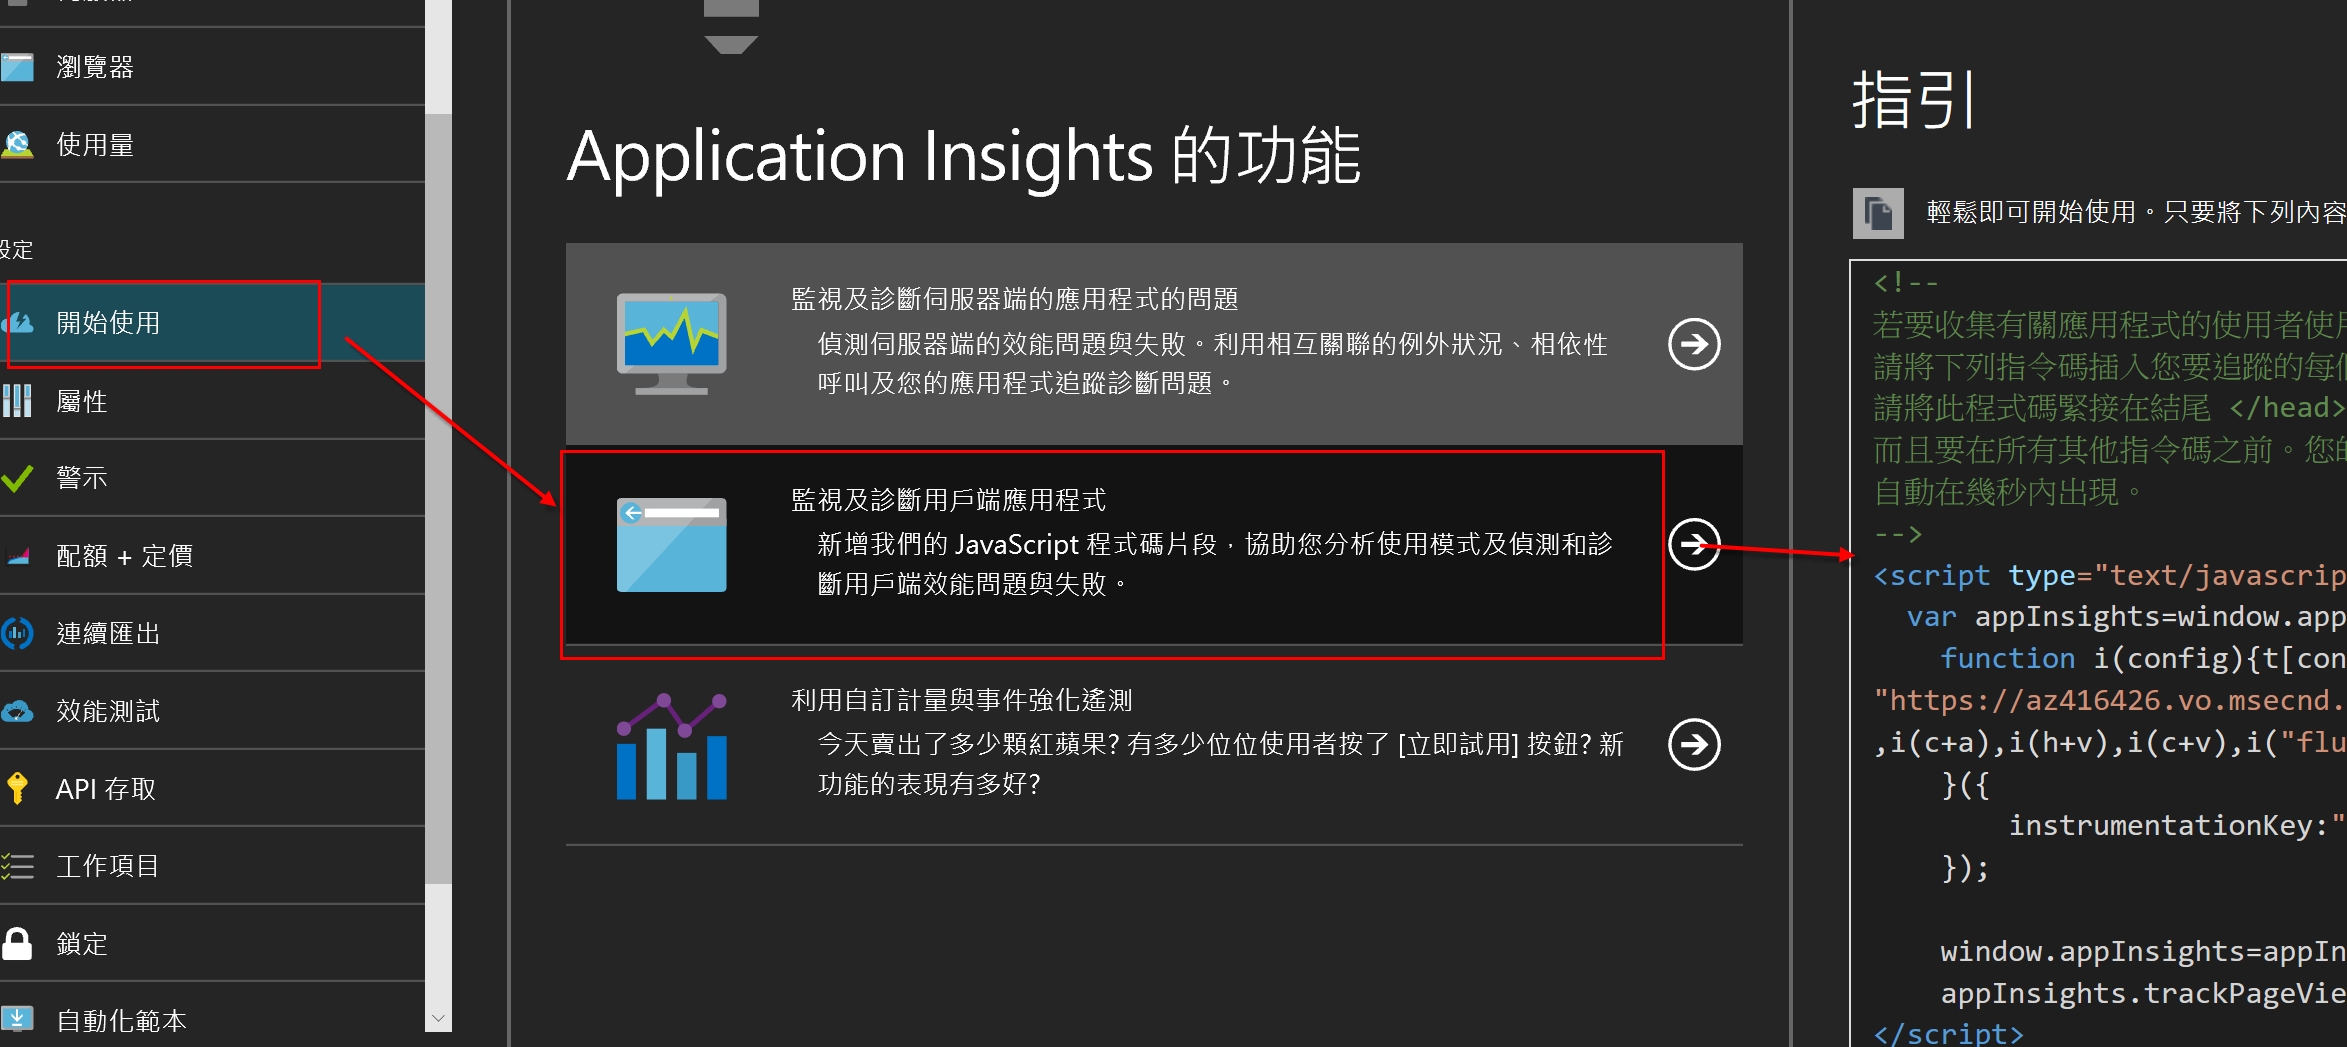 瀏覽器
使用量
設定
開始使用
屬性
警示
配額 + 定價
連續匯出
效能測試
API 存取
工作項目
鎖定
自動化範本
Application Insights 的功能
監視及診斷伺服器端的應用程式的問題
偵測伺服器端的效能問題與失敗。利用相互關聯的例外狀況、相依性
呼叫及您的應用程式追蹤診斷問題。
監視及診斷用戶端應用程式
新增我們的 JavaScript 程式碼片段，協助您分析使用模式及偵測和診
斷用戶端效能問題與失敗。
利用自訂計量與事件強化遙測
今天賣出了多少顆紅蘋果? 有多少位位使用者按了 [立即試用] 按鈕? 新
功能的表現有多好?
指引
輕鬆即可開始使用。只要將下列內容
<!--
若要收集有關應用程式的使用者使用
請將下列指令碼插入您要追蹤的每個
請將此程式碼緊接在結尾 </head>
而且要在所有其他指令碼之前。您的
自動在幾秒內出現。
-->
<script type="text/javascrip
var appInsights=window.app
function i(config){t[con
"https://az416426.vo.msecnd.
,i(c+a),i(h+v),i(c+v),i("flu
}({
instrumentationKey:"
});
window.appInsights=appIn
appInsights.trackPageVie
</script>